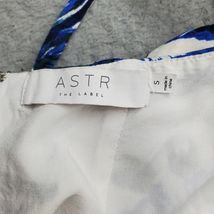 ASTR
THE LABEL
S